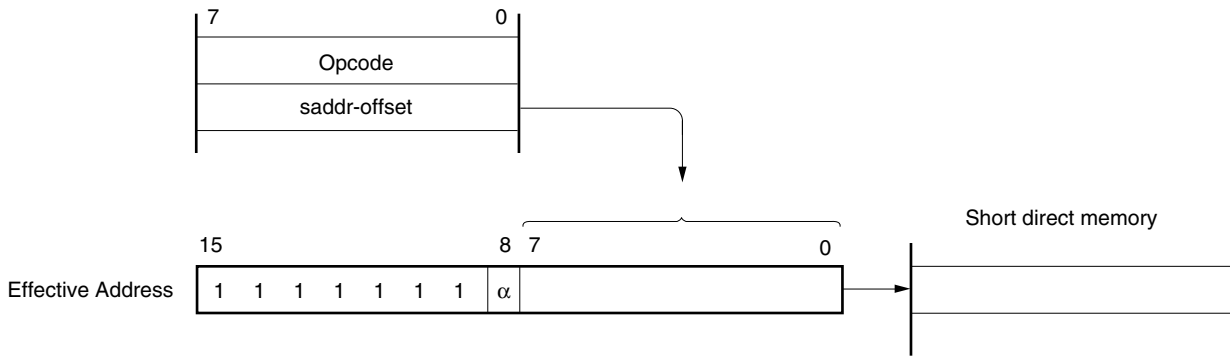 7 0
Opcode
saddr-offset
Short direct memory
15 8 7 0
Effective Address 1 1 1 1 1 1 1 α